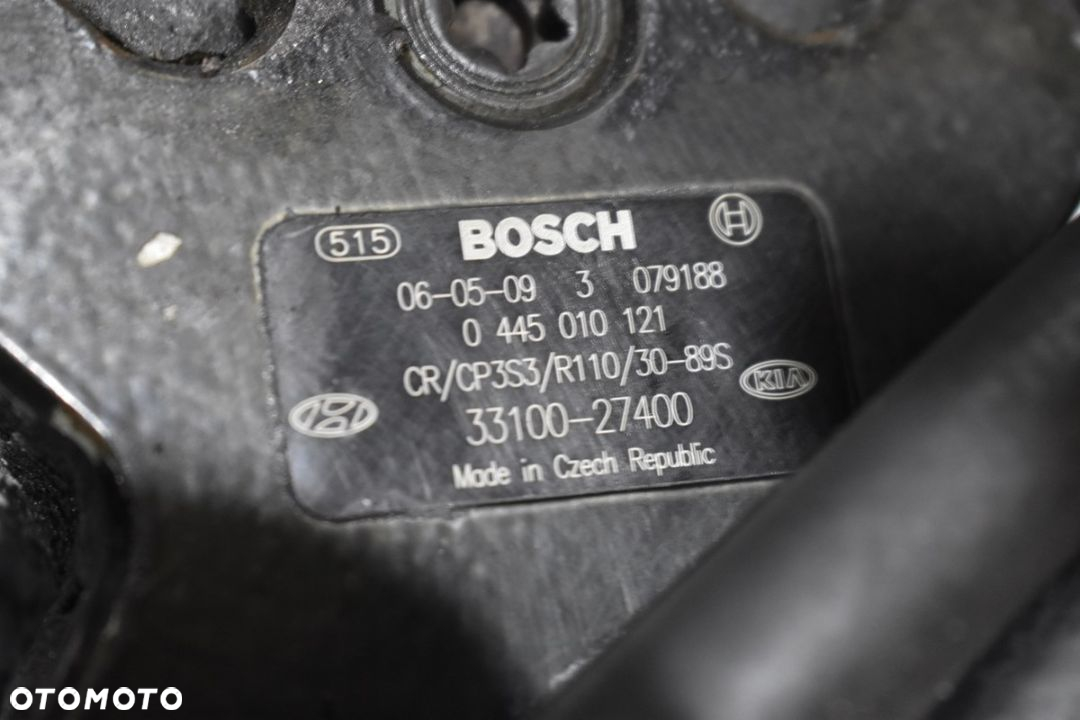 515 BOSCH
06-05-09 3 079188
0 445 010 121
CR/CP3S3/R110/30-89S
KIA
33100-27400
Made in Czech Republic
OTOMOTO